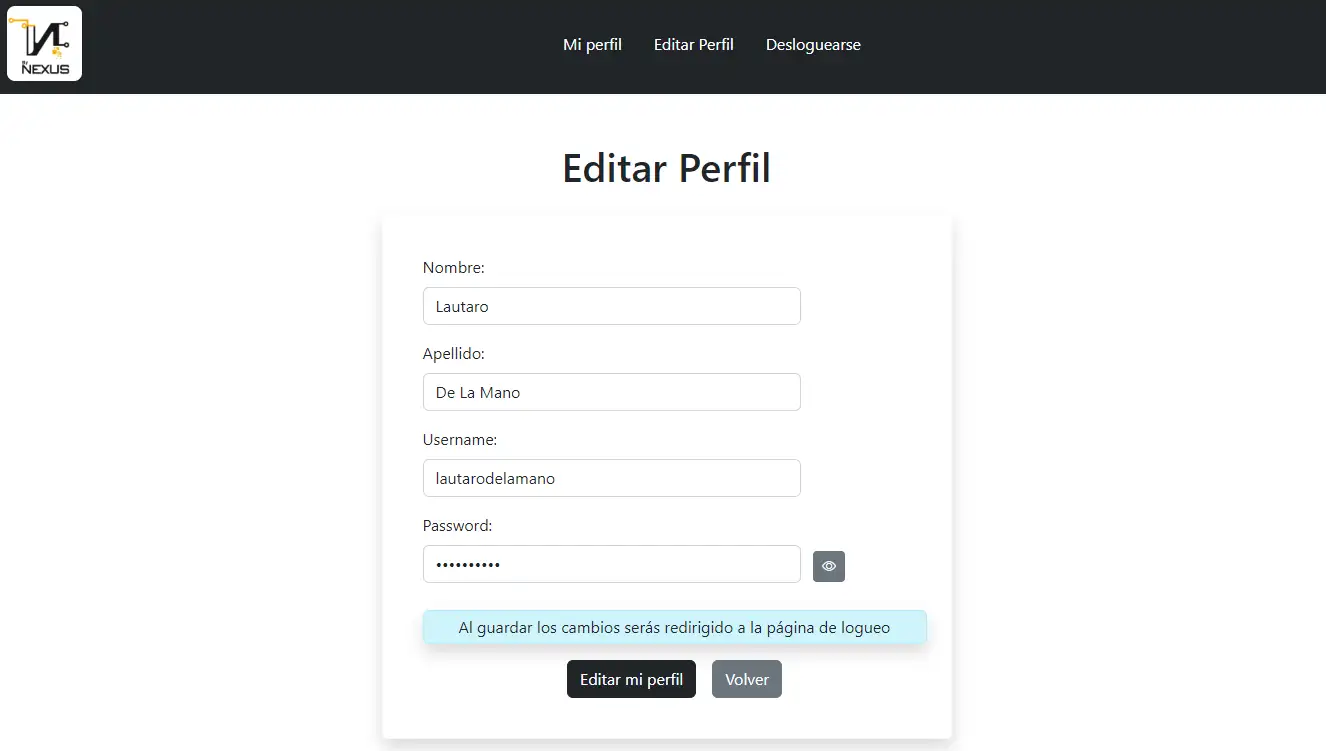 By
NEXUS
Mi perfil Editar Perfil Desloguearse
Editar Perfil
Nombre:
Lautaro
Apellido:
De La Mano
Username:
lautarodelamano
Password:
••••••••••
Al guardar los cambios serás redirigido a la página de logueo
Editar mi perfil Volver